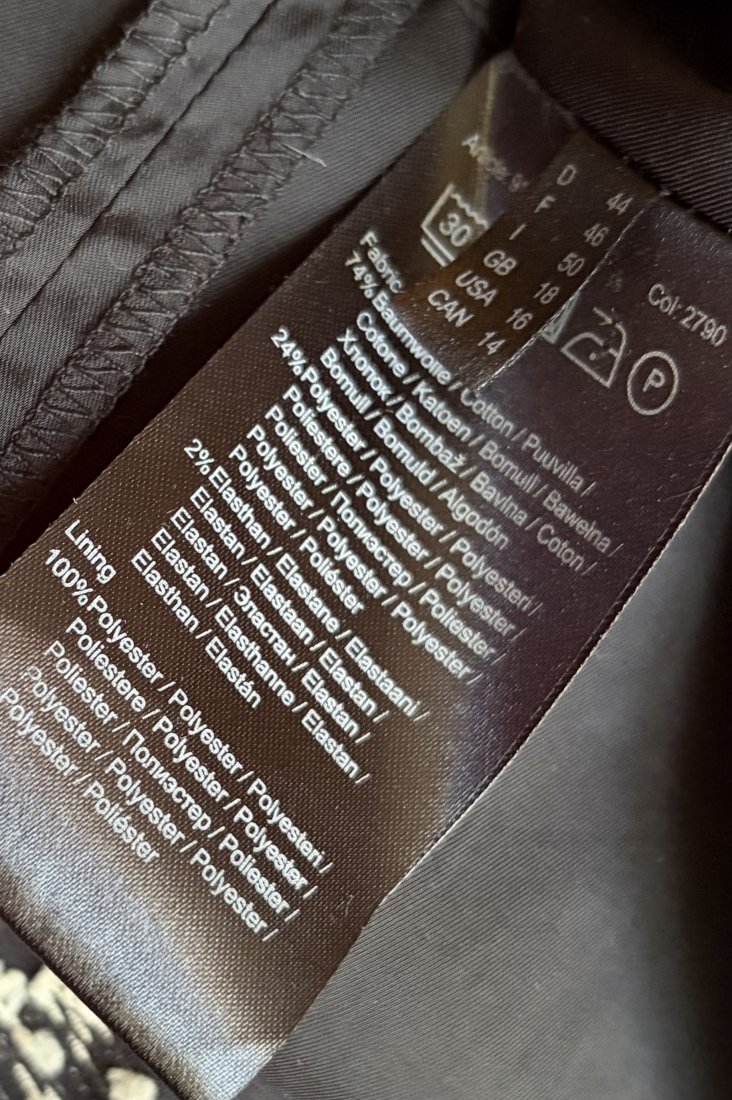 D 44
F 46
I 50
GB 18
USA 16
CAN 14
Col: 2790
30
P
Fabric
74% Baumwolle / Cotton / Puuvilla /
Cotone / Katoen / Bomull / Bawełna /
Хлопок / Bombaž / Bavlna / Coton /
Bomull / Bomuld / Algodón
24% Polyester / Polyester / Polyesteri /
Poliestere / Polyester / Polyester /
Poliester / Полиэстер / Poliester /
Polyester / Polyester / Polyester /
Polyester / Poliéster
2% Elasthan / Elastane / Elastaani /
Elastan / Elastaan / Elastan /
Elastan / Эластан / Elastan /
Elastan / Elasthanne / Elastan /
Elasthan / Elastán
Lining
100% Polyester / Polyester / Polyesteri /
Poliestere / Polyester / Polyester /
Poliester / Полиэстер / Poliester /
Polyester / Polyester / Polyester /
Polyester / Poliéster